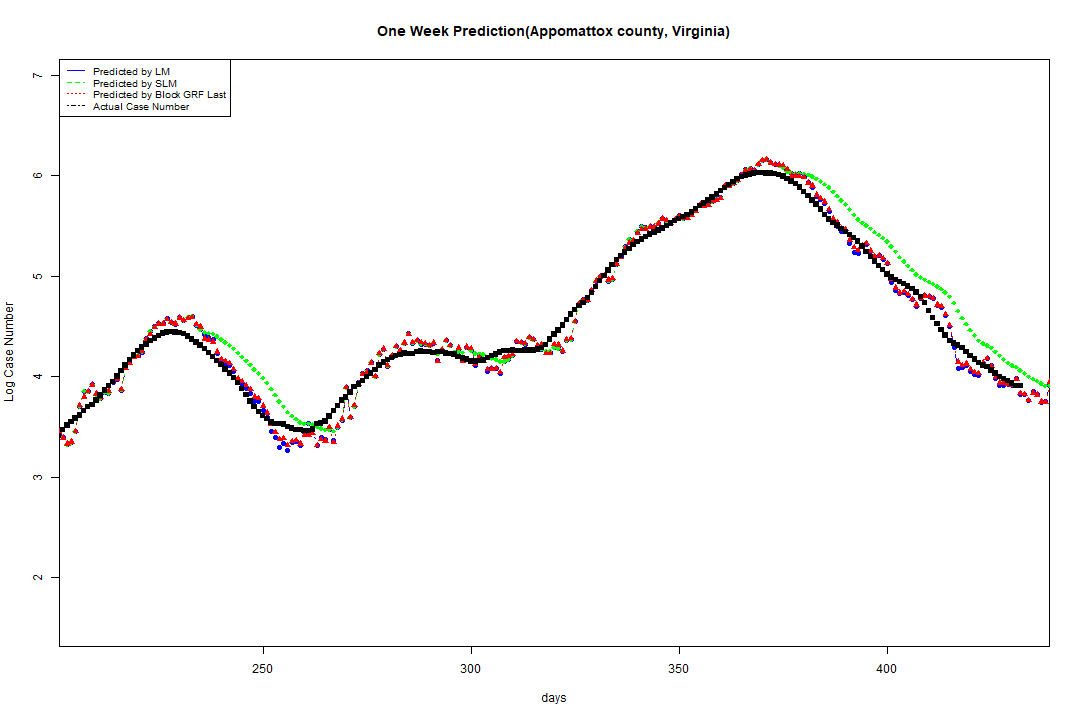 One Week Prediction(Appomattox county, Virginia)
Predicted by LM
Predicted by SLM
Predicted by Block GRF Last
Actual Case Number
7
6
5
4
3
2
Log Case Number
250
300
350
400
days